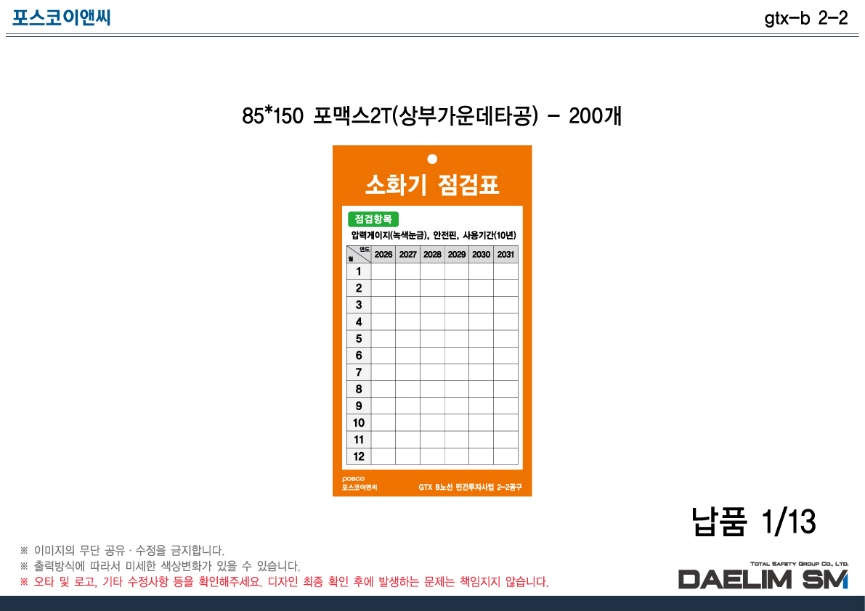 포스코이앤씨
gtx-b 2-2
85*150 포맥스2T(상부가운데타공) - 200개
소화기 점검표
점검항목
압력게이지(녹색눈금), 안전핀, 사용기간(10년)
연도
월
2026 2027 2028 2029 2030 2031
1
2
3
4
5
6
7
8
9
10
11
12
posco
포스코이앤씨
GTX B노선 민간투자사업 2-2공구
납품 1/13
※ 이미지의 무단 공유 · 수정을 금지합니다.
※ 출력방식에 따라서 미세한 색상변화가 있을 수 있습니다.
※ 오타 및 로고, 기타 수정사항 등을 확인해주세요. 디자인 최종 확인 후에 발생하는 문제는 책임지지 않습니다.
TOTAL SAFETY GROUP CO., LTD.
DAELIM SM